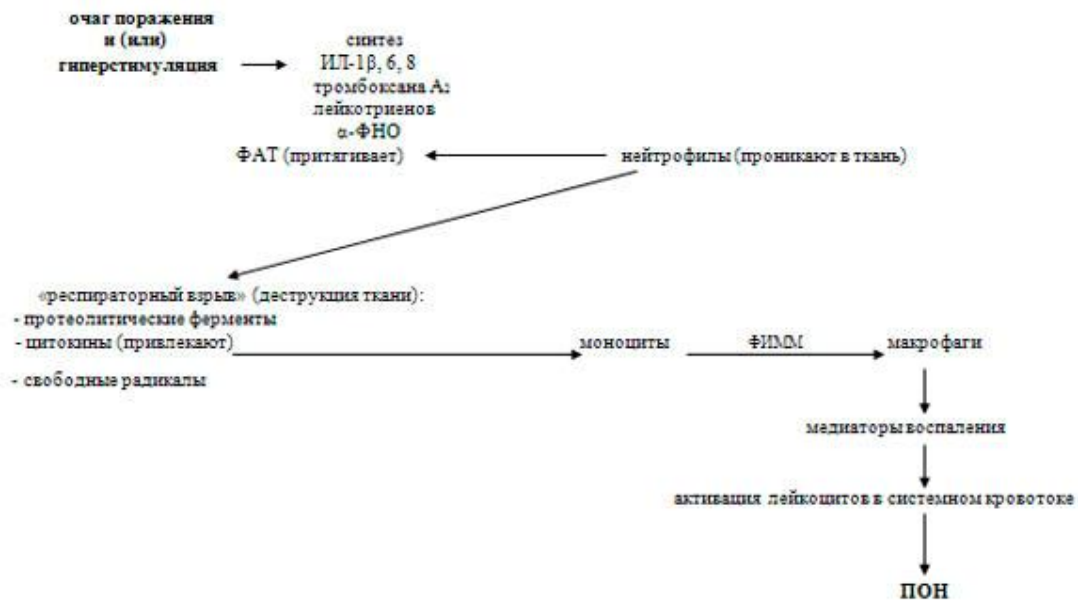 очаг поражения
и (или)
гиперстимуляция
синтез
ИЛ-1β, 6, 8
тромбоксана А₂
лейкотриенов
α-ФНО
ФАТ (притягивает)
нейтрофилы (проникают в ткань)
«респираторный взрыв» (деструкция ткани):
- протеолитические ферменты
- цитокины (привлекают)
моноциты
ФИММ
макрофаги
- свободные радикалы
медиаторы воспаления
активация лейкоцитов в системном кровотоке
ПОН